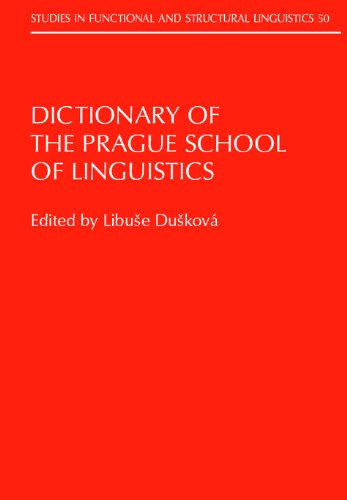 STUDIES IN FUNCTIONAL AND STRUCTURAL LINGUISTICS 50
DICTIONARY OF
THE PRAGUE SCHOOL
OF LINGUISTICS
Edited by Libuše Dušková